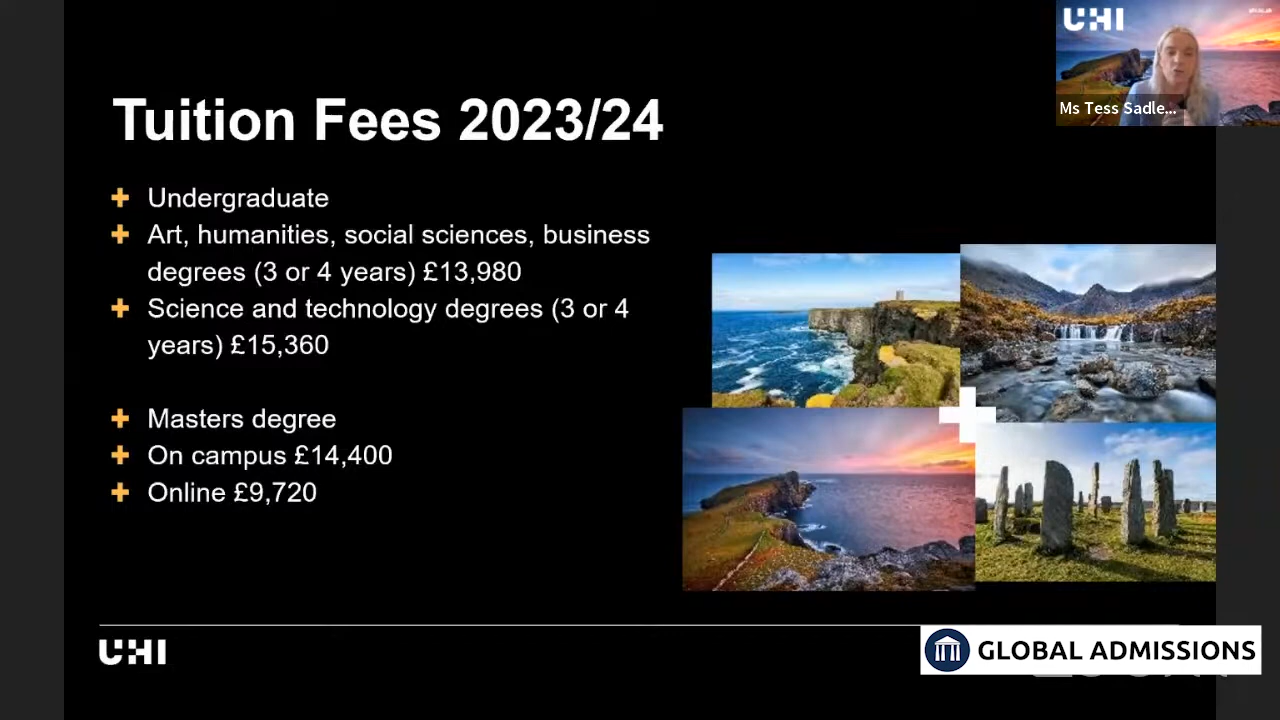 UHI
Ms Tess Sadle...
Tuition Fees 2023/24
Undergraduate
Art, humanities, social sciences, business
degrees (3 or 4 years) £13,980
Science and technology degrees (3 or 4
years) £15,360
Masters degree
On campus £14,400
Online £9,720
UHI
GLOBAL ADMISSIONS